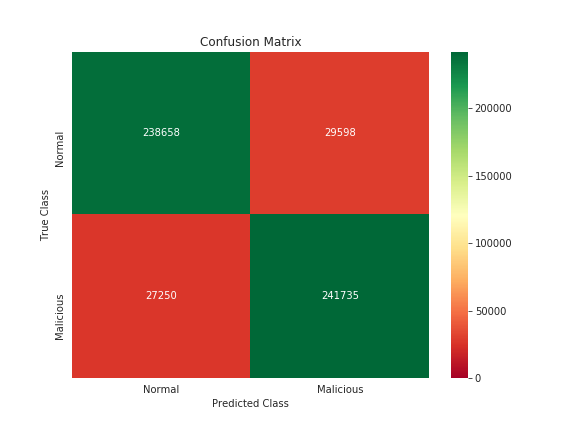 Confusion Matrix
True Class
Normal
Malicious
238658
29598
27250
241735
Normal
Malicious
Predicted Class
200000
150000
100000
50000
0